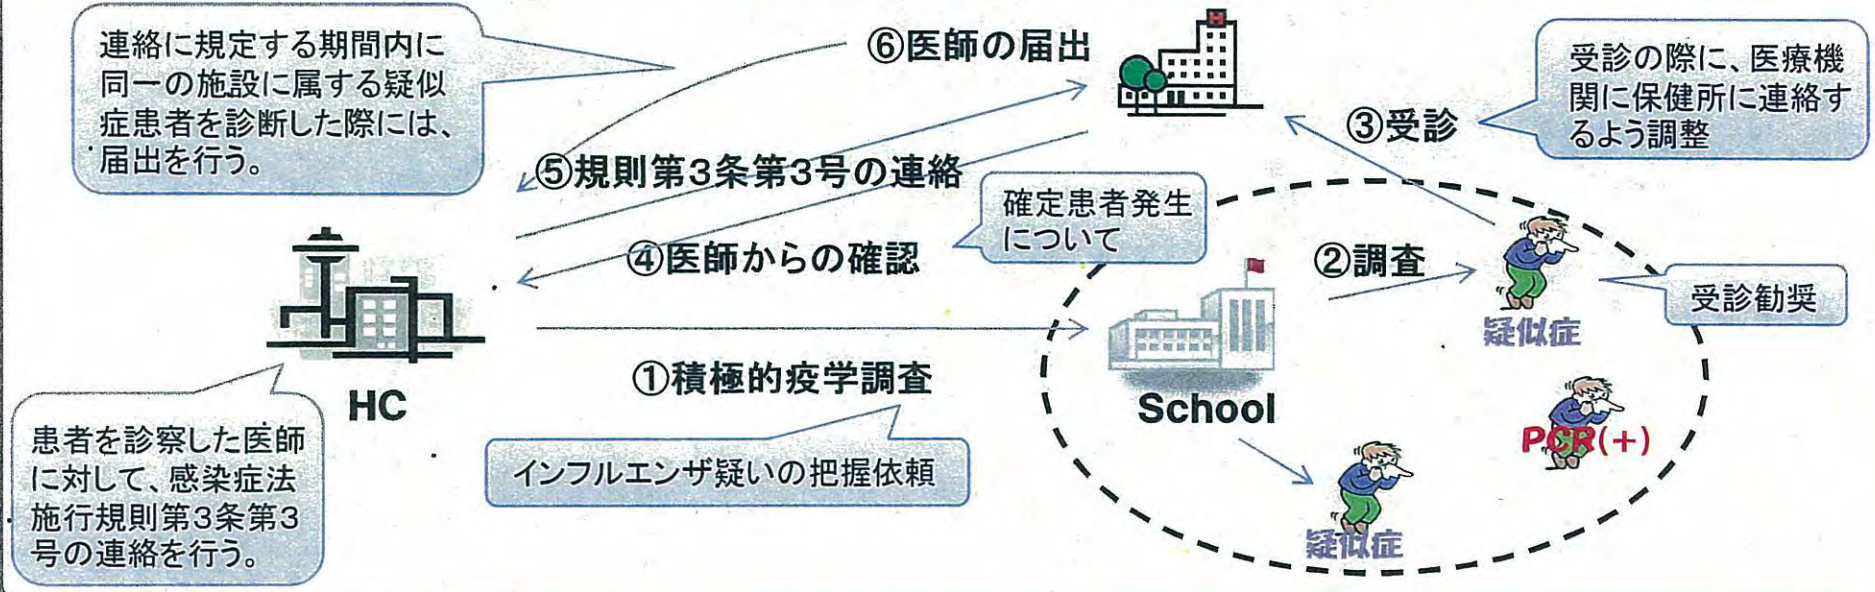 連絡に規定する期間内に
同一の施設に属する疑似
症患者を診断した際には、
届出を行う。
⑥医師の届出
受診の際に、医療機
関に保健所に連絡す
るよう調整
③受診
⑤規則第3条第3号の連絡
確定患者発生
について
④医師からの確認
②調査
受診勧奨
疑似症
①積極的疫学調査
HC
School
PCR(+)
患者を診察した医師
に対して、感染症法
施行規則第3条第3
号の連絡を行う。
インフルエンザ疑いの把握依頼
疑似症